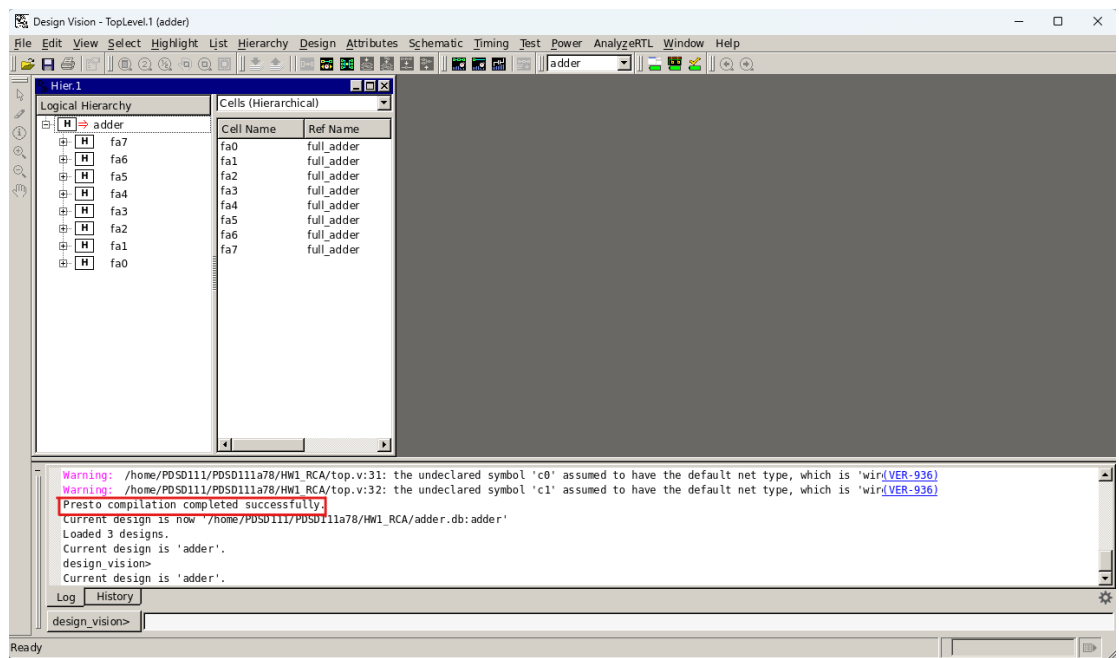 Design Vision - TopLevel.1 (adder)
File Edit View Select Highlight List Hierarchy Design Attributes Schematic Timing Test Power AnalyzeRTL Window Help
adder
Hier.1
Logical Hierarchy
Cells (Hierarchical)
H ⇒ adder
H fa7
H fa6
H fa5
H fa4
H fa3
H fa2
H fa1
H fa0
Cell Name Ref Name
fa0 full_adder
fa1 full_adder
fa2 full_adder
fa3 full_adder
fa4 full_adder
fa5 full_adder
fa6 full_adder
fa7 full_adder
Warning: /home/PDSD111/PDSD111a78/HW1_RCA/top.v:31: the undeclared symbol 'c0' assumed to have the default net type, which is 'wir(VER-936)
Warning: /home/PDSD111/PDSD111a78/HW1_RCA/top.v:32: the undeclared symbol 'c1' assumed to have the default net type, which is 'wir(VER-936)
Presto compilation completed successfully.
Current design is now '/home/PDSD111/PDSD111a78/HW1_RCA/adder.db:adder'
Loaded 3 designs.
Current design is 'adder'.
design_vision>
Current design is 'adder'.
Log History
design_vision>
Ready